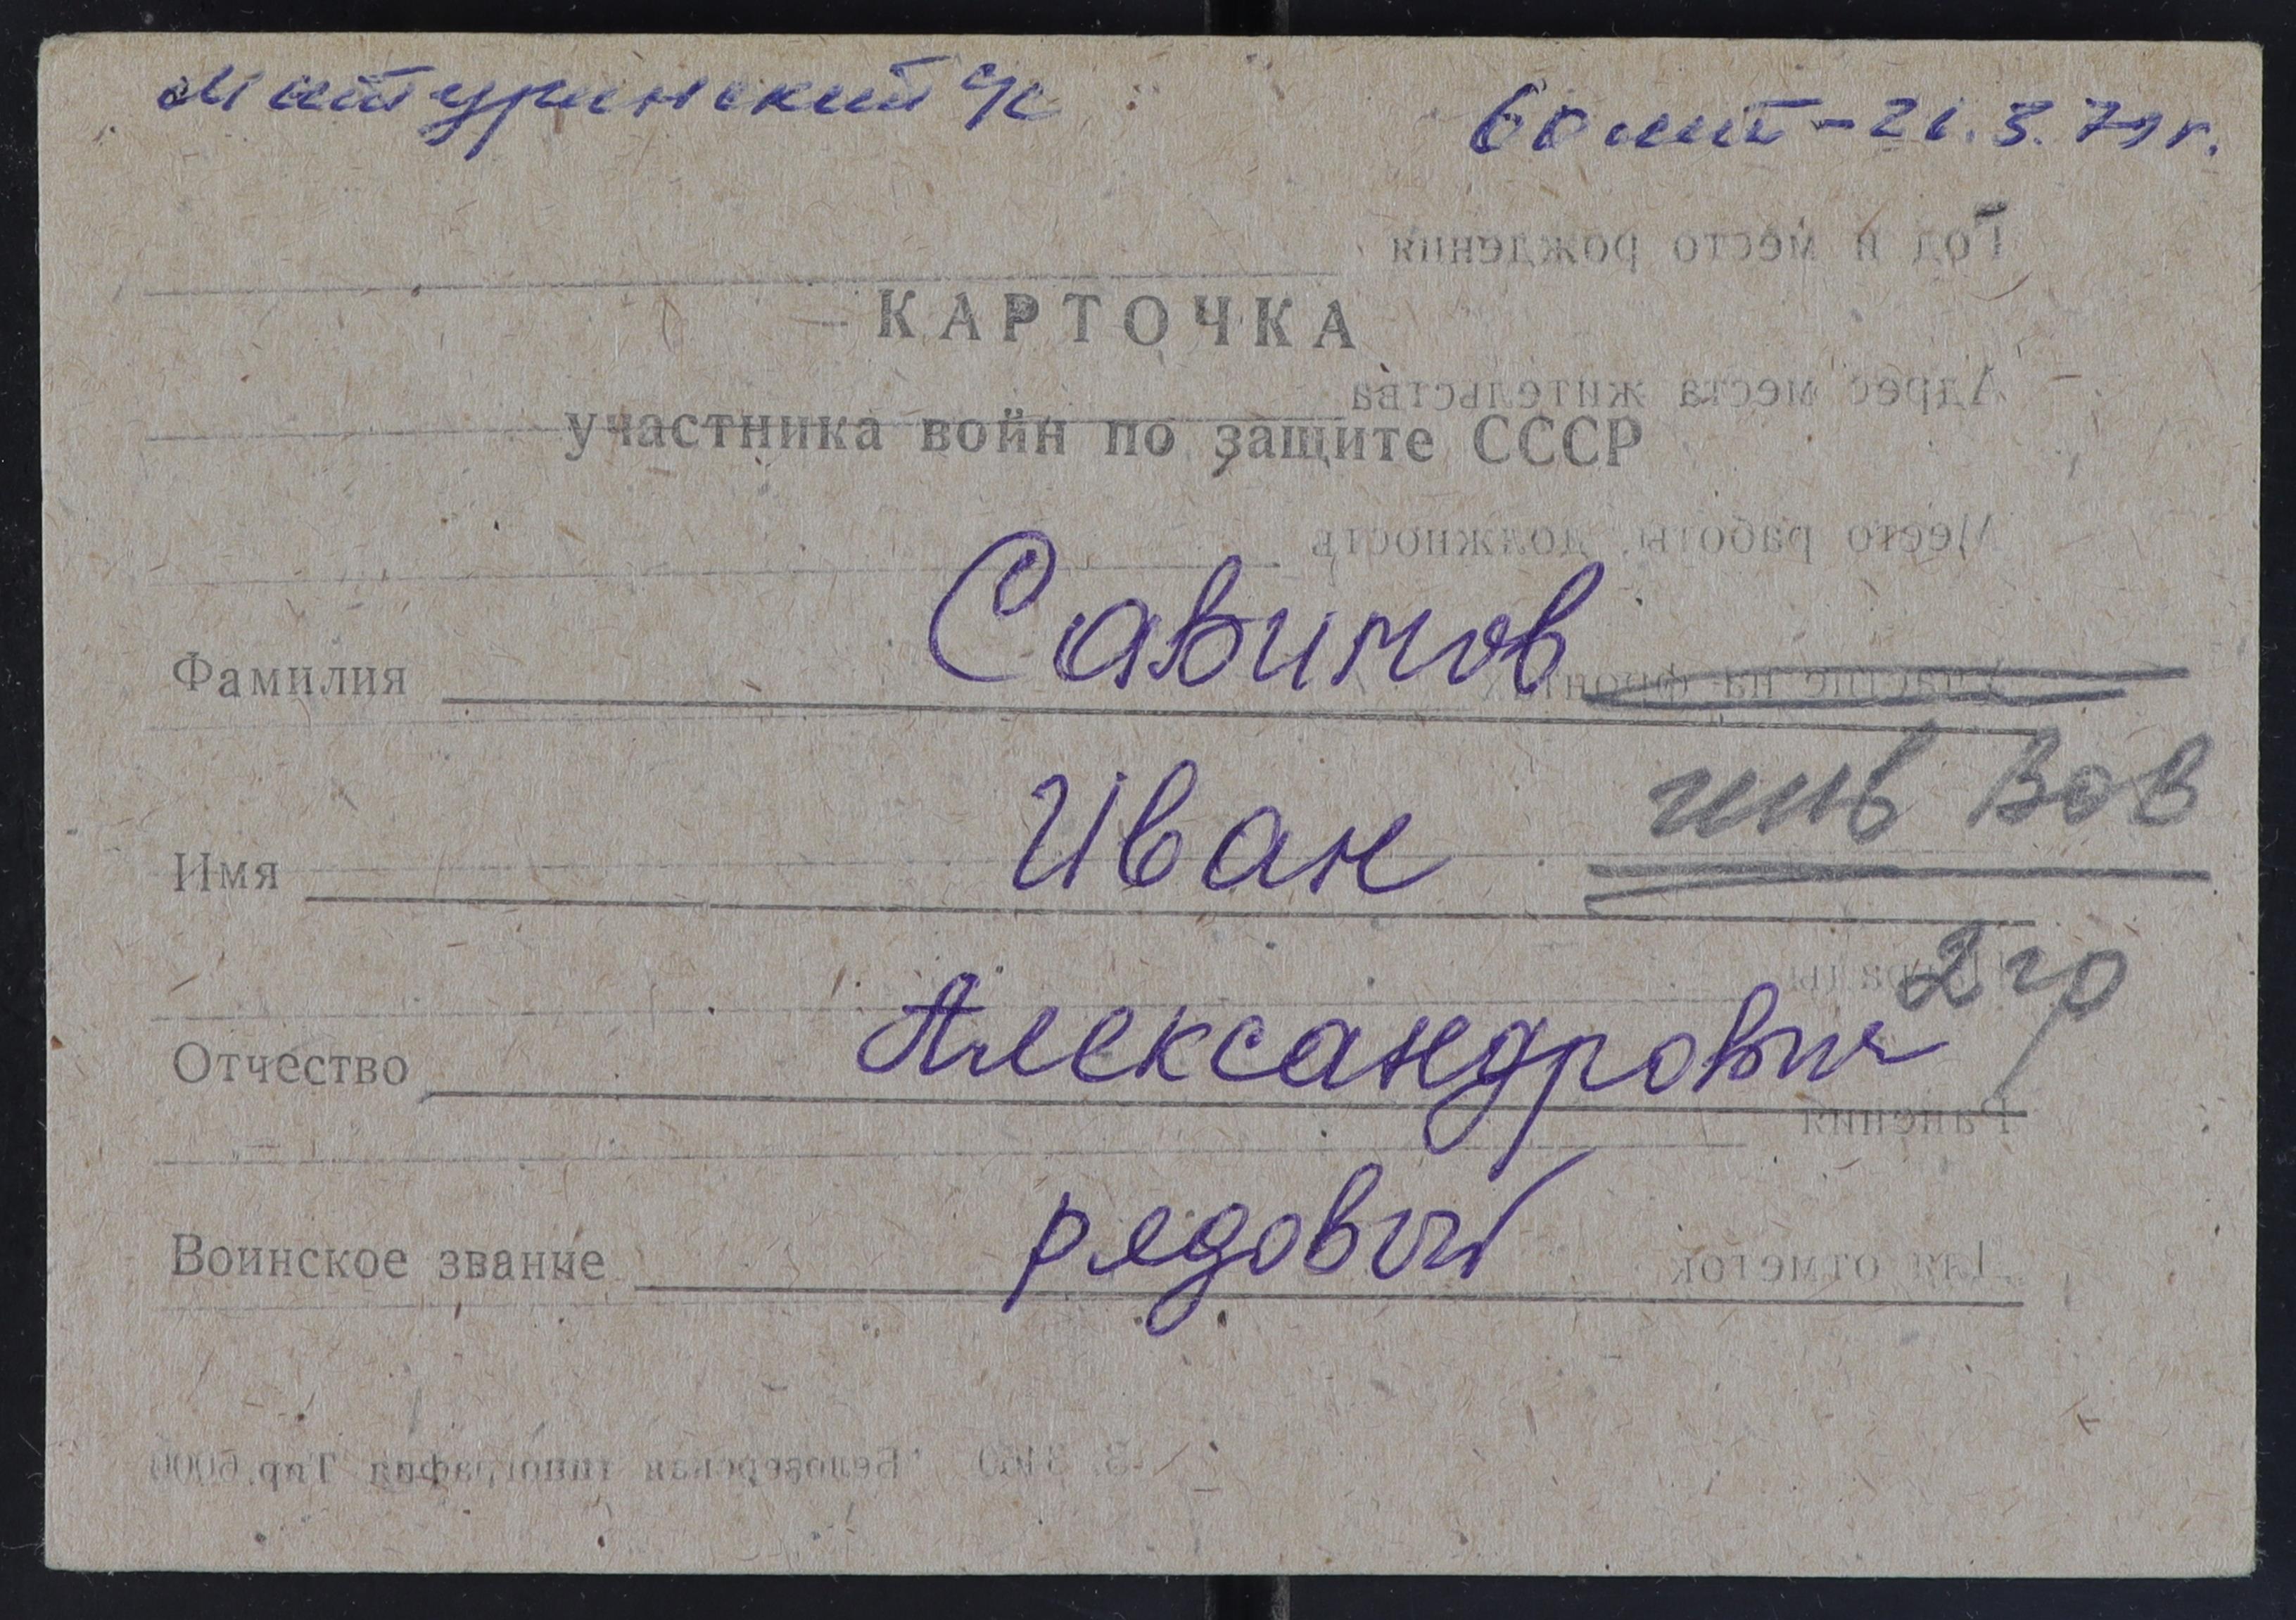 Мишуринский с/с
60 лет - 21.3.79 г.
КАРТОЧКА
участника войн по защите СССР
Фамилия Савинов
Имя Иван
инв ВОВ
2 гр
Отчество Александрович
Воинское звание рядовой